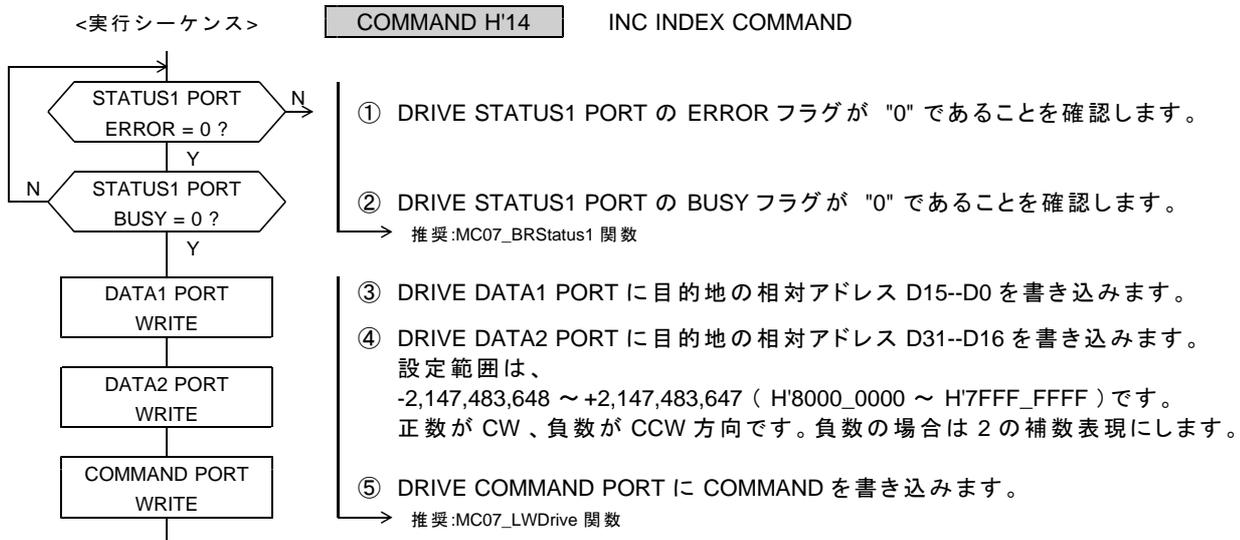 <実行シーケンス>
COMMAND H'14
INC INDEX COMMAND
STATUS1 PORT
ERROR = 0 ?
N
Y
① DRIVE STATUS1 PORT の ERROR フラグが "0" であることを確認します。
STATUS1 PORT
BUSY = 0 ?
N
Y
② DRIVE STATUS1 PORT の BUSY フラグが "0" であることを確認します。
推奨:MC07_BRStatus1 関数
DATA1 PORT
WRITE
③ DRIVE DATA1 PORT に目的地の相対アドレス D15--D0 を書き込みます。
DATA2 PORT
WRITE
④ DRIVE DATA2 PORT に目的地の相対アドレス D31--D16 を書き込みます。
設定範囲は、
-2,147,483,648 ～ +2,147,483,647 ( H'8000_0000 ～ H'7FFF_FFFF ) です。
正数が CW 、負数が CCW 方向です。負数の場合は 2 の補数表現にします。
COMMAND PORT
WRITE
⑤ DRIVE COMMAND PORT に COMMAND を書き込みます。
推奨:MC07_LWDrive 関数